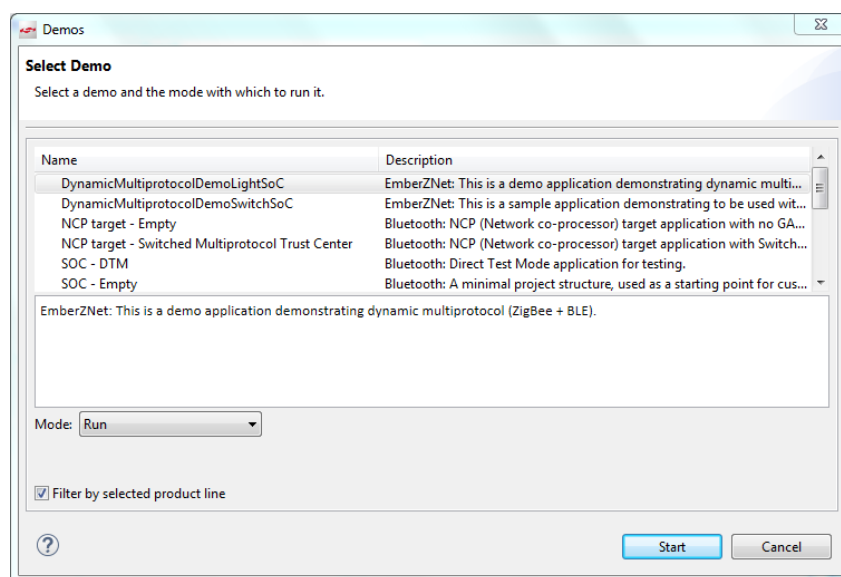 Demos
Select Demo
Select a demo and the mode with which to run it.
Name Description
DynamicMultiprotocolDemoLightSoC EmberZNet: This is a demo application demonstrating dynamic multi...
DynamicMultiprotocolDemoSwitchSoC EmberZNet: This is a sample application demonstrating to be used wit...
NCP target - Empty Bluetooth: NCP (Network co-processor) target application with no GA...
NCP target - Switched Multiprotocol Trust Center Bluetooth: NCP (Network co-processor) target application with Switch...
SOC - DTM Bluetooth: Direct Test Mode application for testing.
SOC - Empty Bluetooth: A minimal project structure, used as a starting point for cus...
EmberZNet: This is a demo application demonstrating dynamic multiprotocol (ZigBee + BLE).
Mode: Run
Filter by selected product line
? Start Cancel